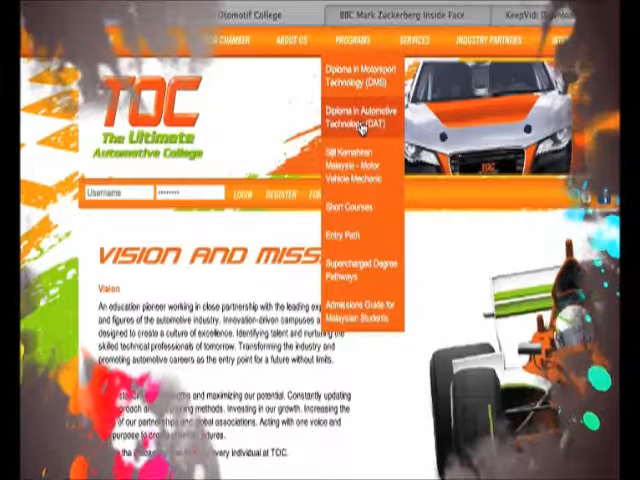 Otomotif College
BBC Mark Zuckerberg Inside Face...
CHAMBER
ABOUT US
PROGRAMS
SERVICES
INDUSTRY PARTNERS
TOC
The Ultimate
Automotive College
Diploma in Motorsport
Technology (DMS)
Diploma in Automotive
Technology (DAT)
Sijil Kemahiran
Malaysia - Motor
Vehicle Mechanic
Short Courses
Entry Path
Supercharged Degree
Pathways
Admissions Guide for
Malaysian Students
TOC
Username
LOGIN
REGISTER
VISION AND MISS
Vision
An education pioneer working in close partnership with the leading
and figures of the automotive industry. Innovation-driven campuses
designed to create a culture of excellence. Identifying talent and nurturing the
skilled technical professionals of tomorrow. Transforming the industry and
promoting automotive careers as the entry point for a future without limits.
and maximizing our potential. Constantly updating
methods. Investing in our growth. Increasing the
of our partnerships and global associations. Acting with one voice and
purpose to
individual at TOC.